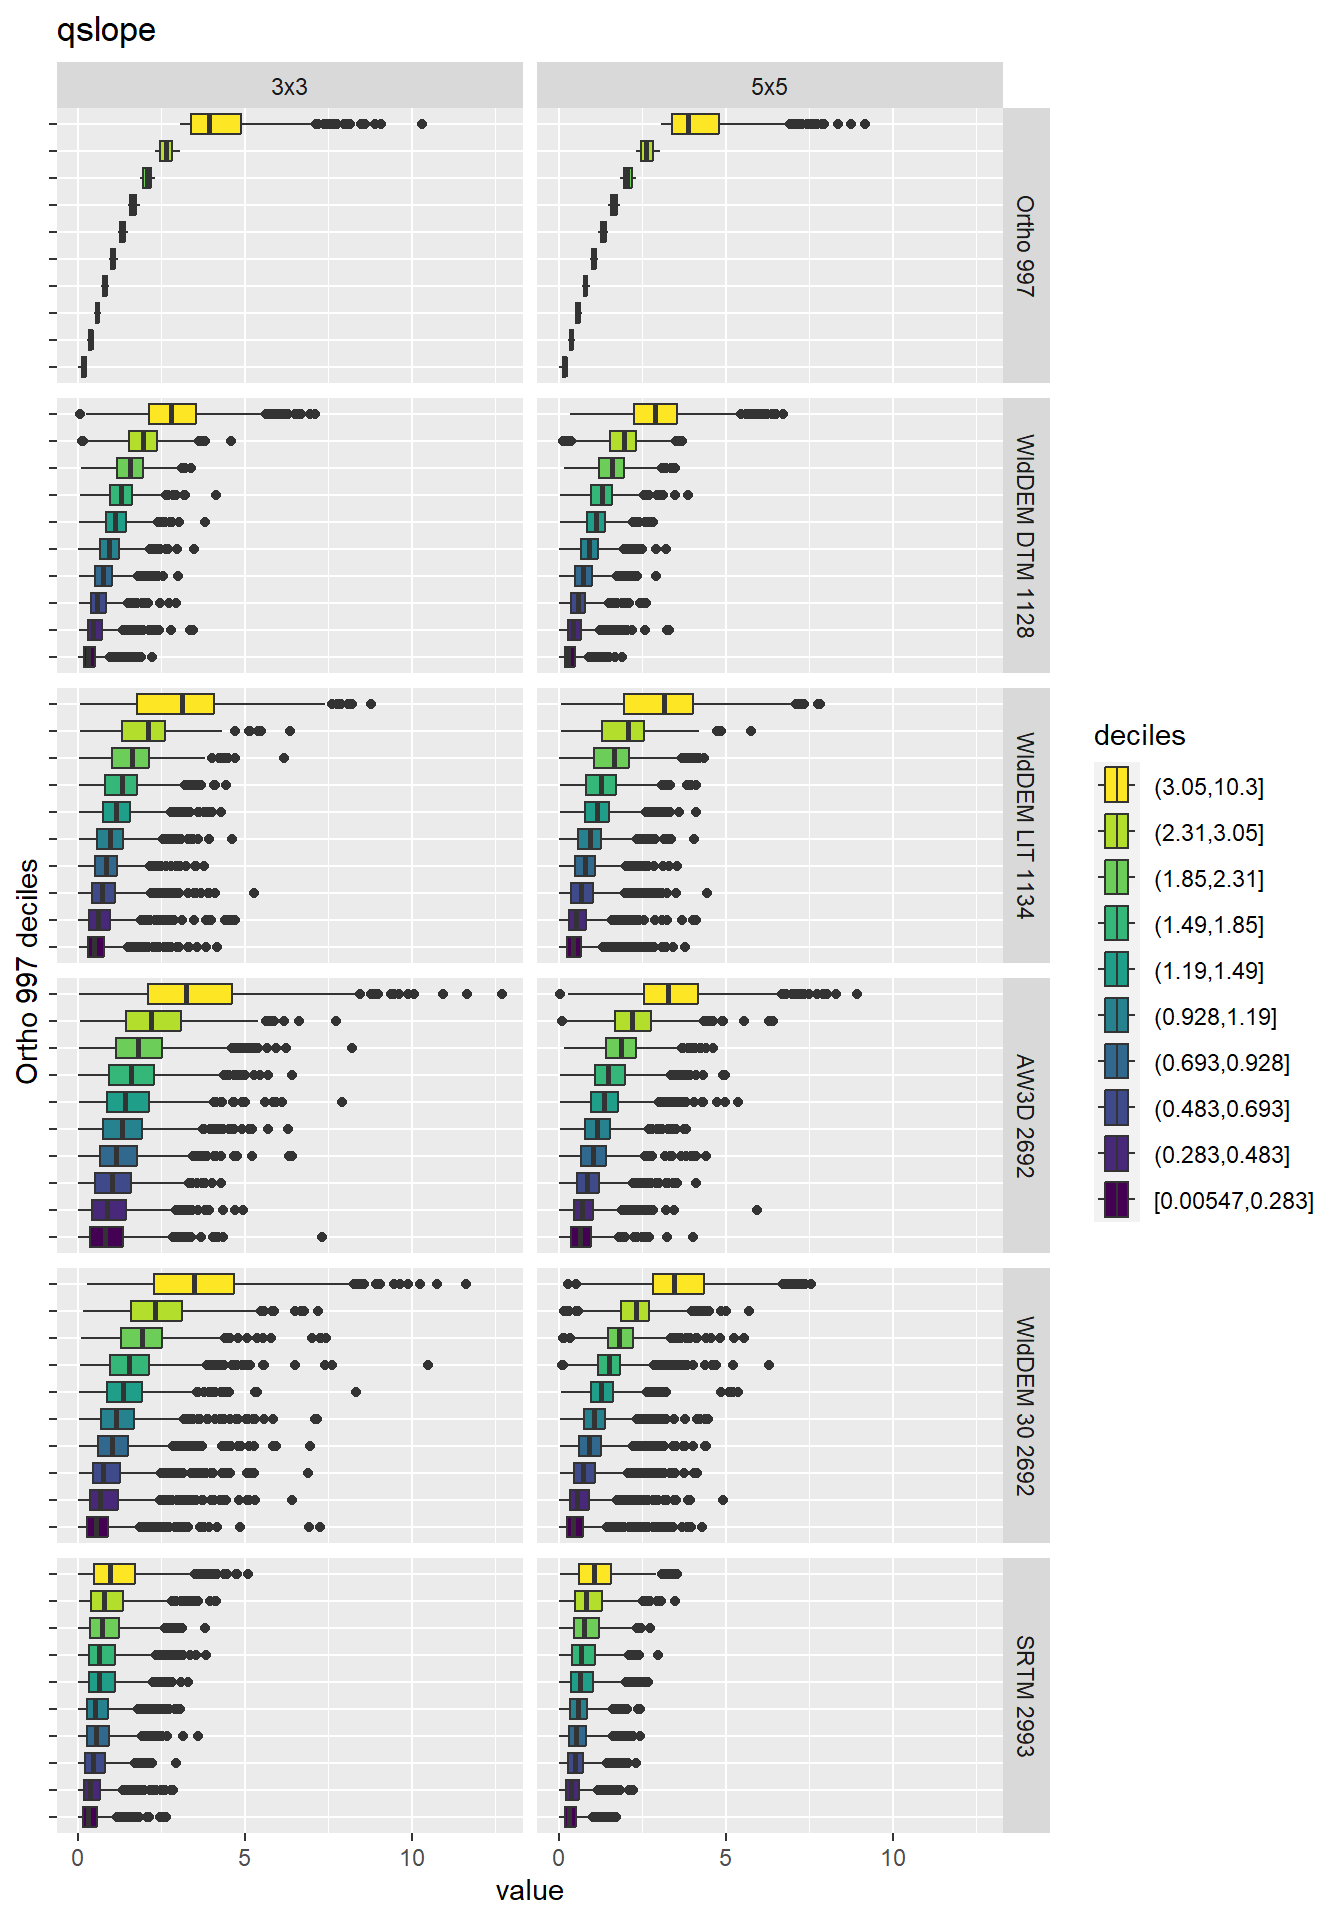 qslope
3x3
5x5
Ortho 997
WldDEM DTM 1128
WldDEM LIT 1134
AW3D 2692
WldDEM 30 2692
SRTM 2993
Ortho 997 deciles
0
5
10
0
5
10
value
deciles
(3.05,10.3]
(2.31,3.05]
(1.85,2.31]
(1.49,1.85]
(1.19,1.49]
(0.928,1.19]
(0.693,0.928]
(0.483,0.693]
(0.283,0.483]
[0.00547,0.283]